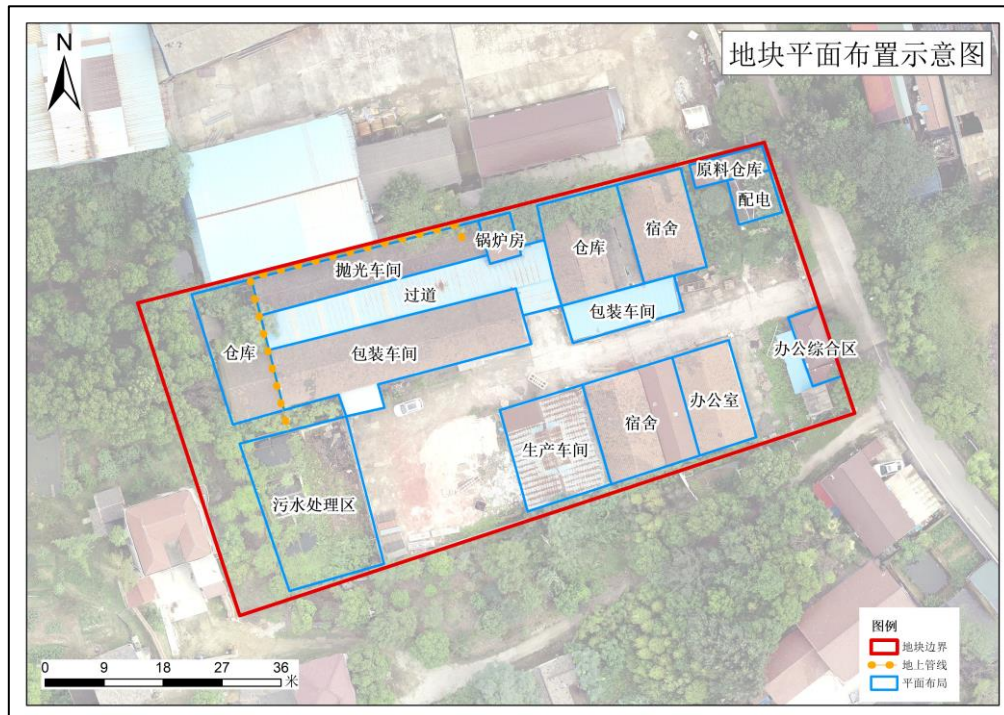 N
地块平面布置示意图
原料仓库
配电
宿舍
仓库
锅炉房
抛光车间
过道
包装车间
仓库
包装车间
办公综合区
办公室
宿舍
生产车间
污水处理区
图例
地块边界
地上管线
平面布局
0 9 18 27 36
米